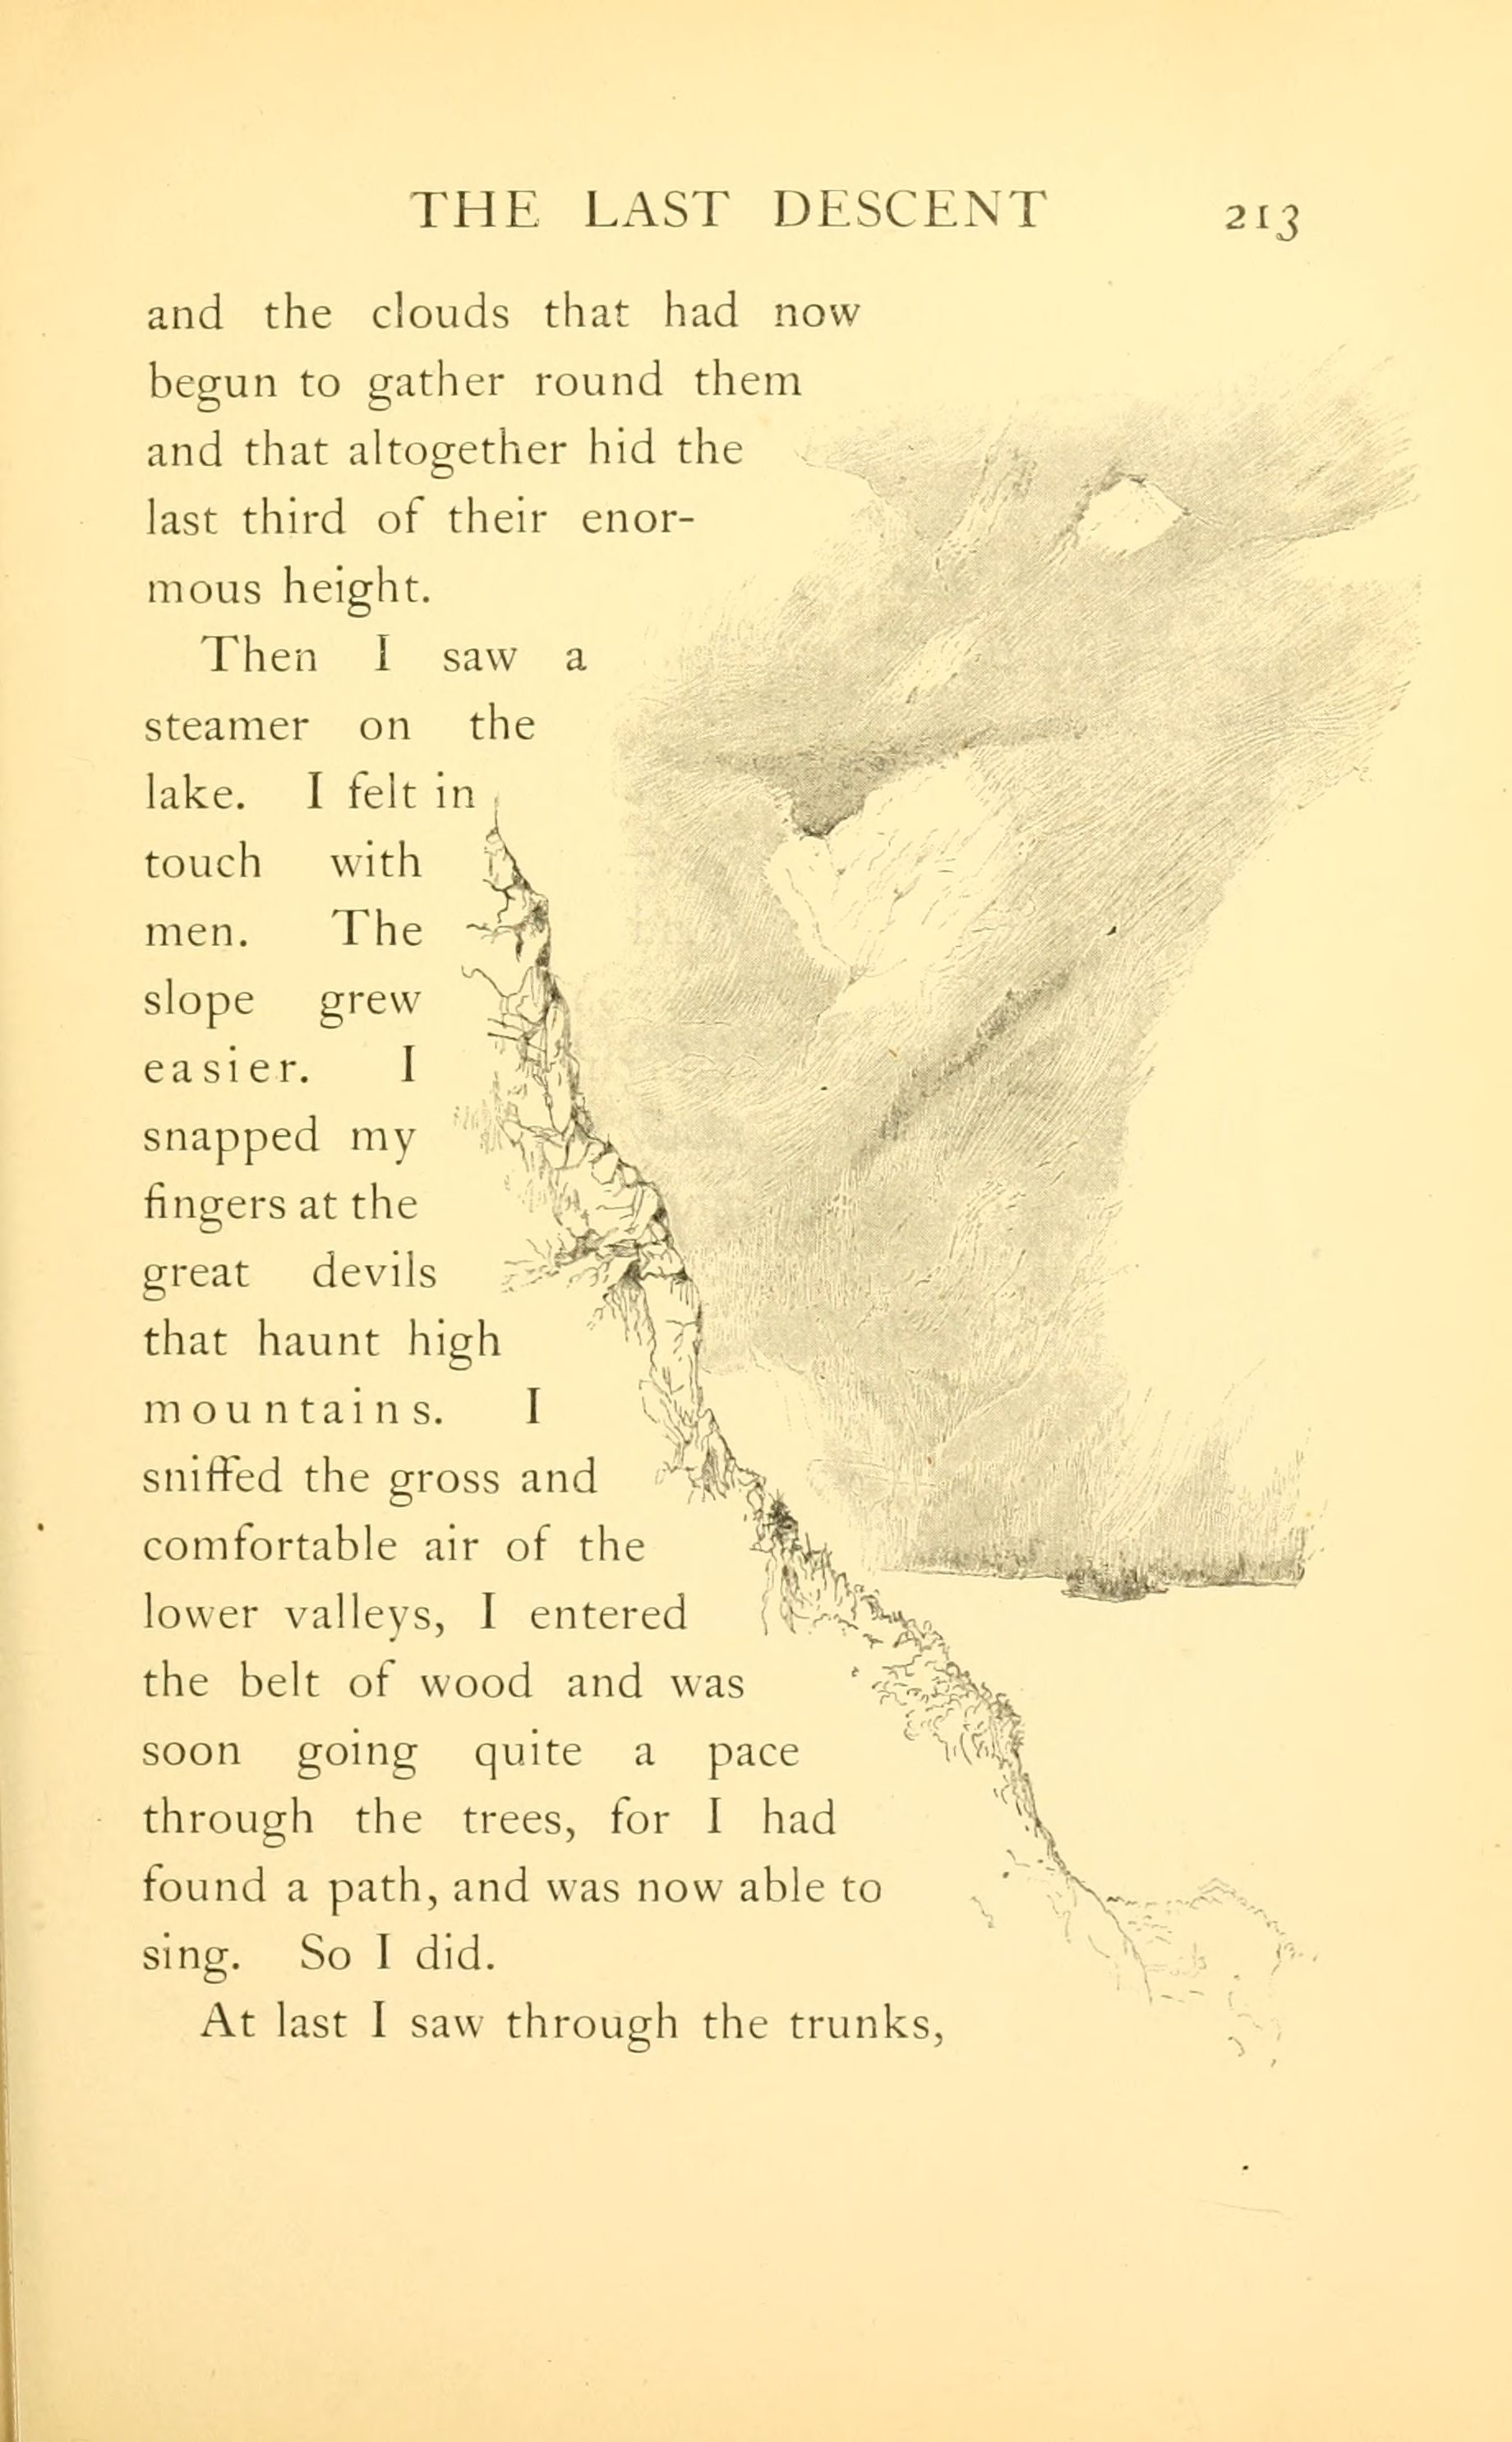 THE LAST DESCENT 213
and the clouds that had now
begun to gather round them
and that altogether hid the
last third of their enor-
mous height.
Then I saw a
steamer on the
lake. I felt in
touch with
men. The
slope grew
easier. I
snapped my
fingers at the
great devils
that haunt high
mountains. I
sniffed the gross and
comfortable air of the
lower valleys, I entered
the belt of wood and was
soon going quite a pace
through the trees, for I had
found a path, and was now able to
sing. So I did.
At last I saw through the trunks,